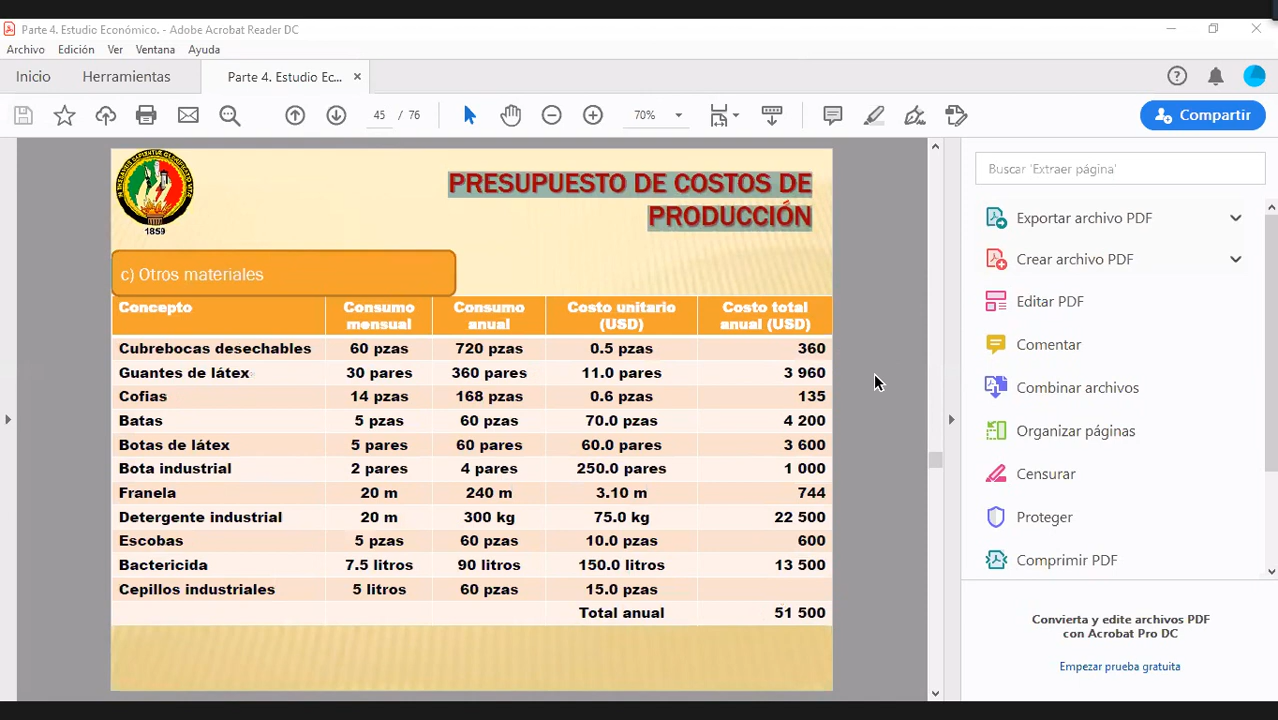 Parte 4. Estudio Económico. - Adobe Acrobat Reader DC
Archivo Edición Ver Ventana Ayuda
Inicio Herramientas Parte 4. Estudio Ec... ×
45 / 76 70% Compartir
1859
PRESUPUESTO DE COSTOS DE
PRODUCCIÓN
c) Otros materiales
Concepto Consumo mensual Consumo anual Costo unitario (USD) Costo total anual (USD)
Cubrebocas desechables 60 pzas 720 pzas 0.5 pzas 360
Guantes de látex 30 pares 360 pares 11.0 pares 3 960
Cofias 14 pzas 168 pzas 0.6 pzas 135
Batas 5 pzas 60 pzas 70.0 pzas 4 200
Botas de látex 5 pares 60 pares 60.0 pares 3 600
Bota industrial 2 pares 4 pares 250.0 pares 1 000
Franela 20 m 240 m 3.10 m 744
Detergente industrial 20 m 300 kg 75.0 kg 22 500
Escobas 5 pzas 60 pzas 10.0 pzas 600
Bactericida 7.5 litros 90 litros 150.0 litros 13 500
Cepillos industriales 5 litros 60 pzas 15.0 pzas
Total anual 51 500
Buscar 'Extraer página'
Exportar archivo PDF
Crear archivo PDF
Editar PDF
Comentar
Combinar archivos
Organizar páginas
Censurar
Proteger
Comprimir PDF
Convierta y edite archivos PDF
con Acrobat Pro DC
Empezar prueba gratuita